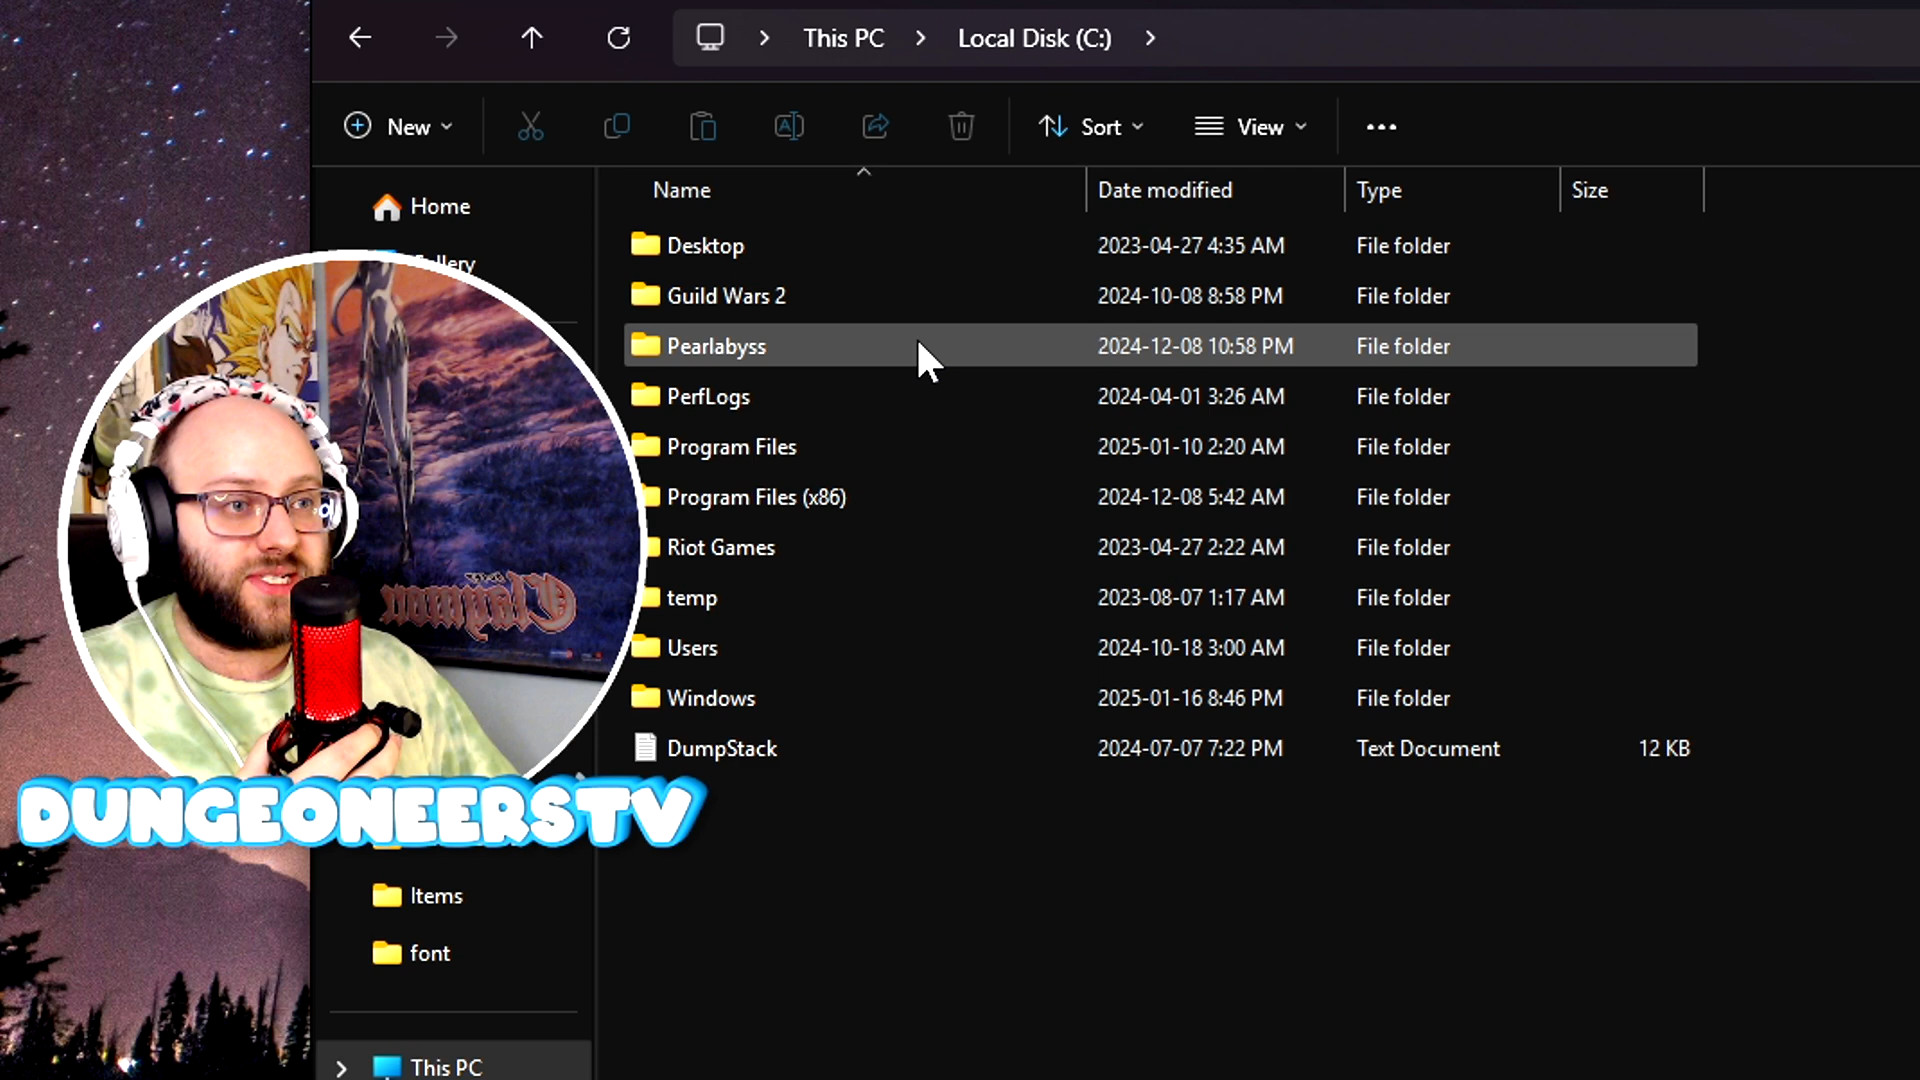 This PC
Local Disk (C:)
New
Sort
View
Name
Date modified
Type
Size
Home
Desktop
2023-04-27 4:35 AM
File folder
Guild Wars 2
2024-10-08 8:58 PM
File folder
Pearlabyss
2024-12-08 10:58 PM
File folder
PerfLogs
2024-04-01 3:26 AM
File folder
Program Files
2025-01-10 2:20 AM
File folder
Program Files (x86)
2024-12-08 5:42 AM
File folder
Riot Games
2023-04-27 2:22 AM
File folder
temp
2023-08-07 1:17 AM
File folder
Users
2024-10-18 3:00 AM
File folder
Windows
2025-01-16 8:46 PM
File folder
DumpStack
2024-07-07 7:22 PM
Text Document
12 KB
Claymore
DUNGEONEERSTV
Items
font
This PC